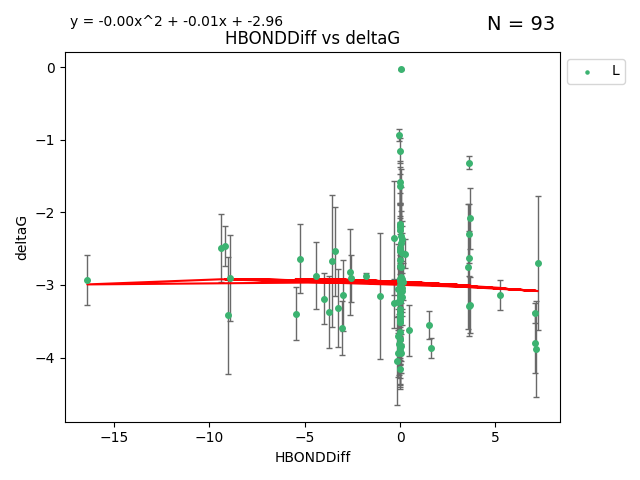 y = -0.00x^2 + -0.01x + -2.96
N = 93
HBONDDiff vs deltaG
L
deltaG
0
−1
−2
−3
−4
−15
−10
−5
0
5
HBONDDiff